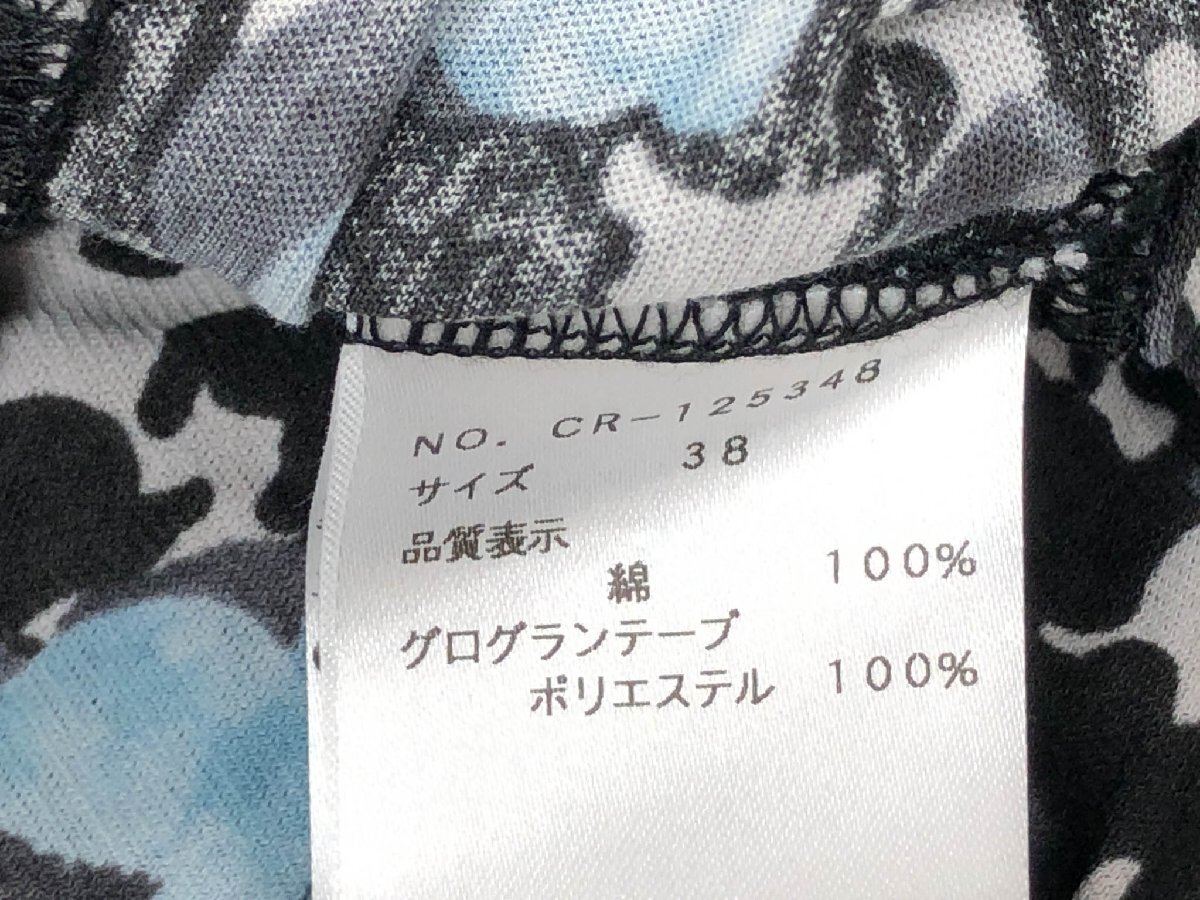 NO. CR-125348
サイズ 38
品質表示
綿 100%
グログランテープ
ポリエステル 100%